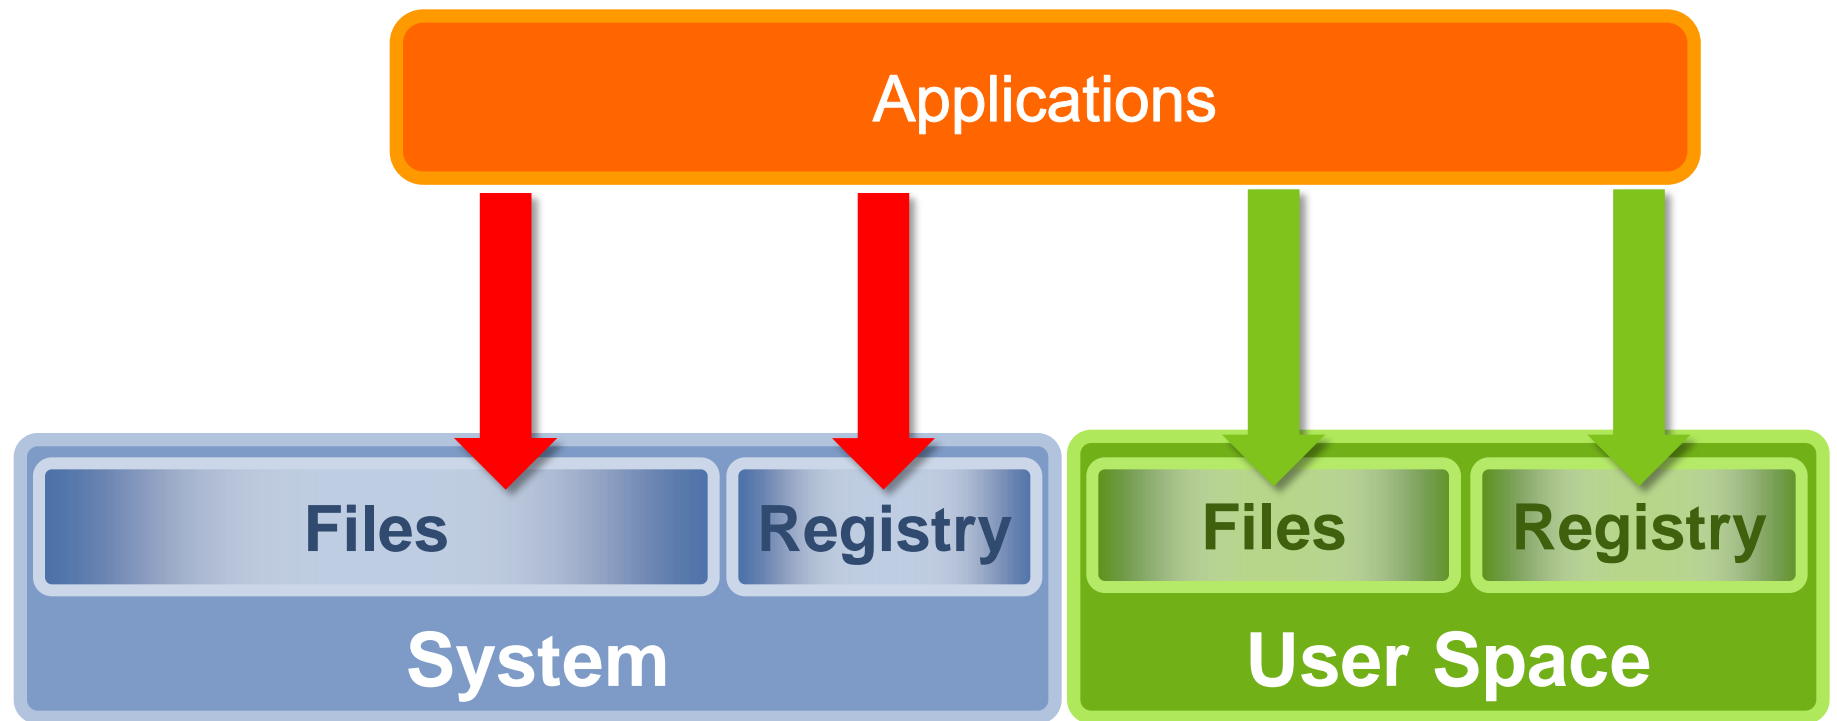 Applications
Files
Registry
Files
Registry
System
User Space